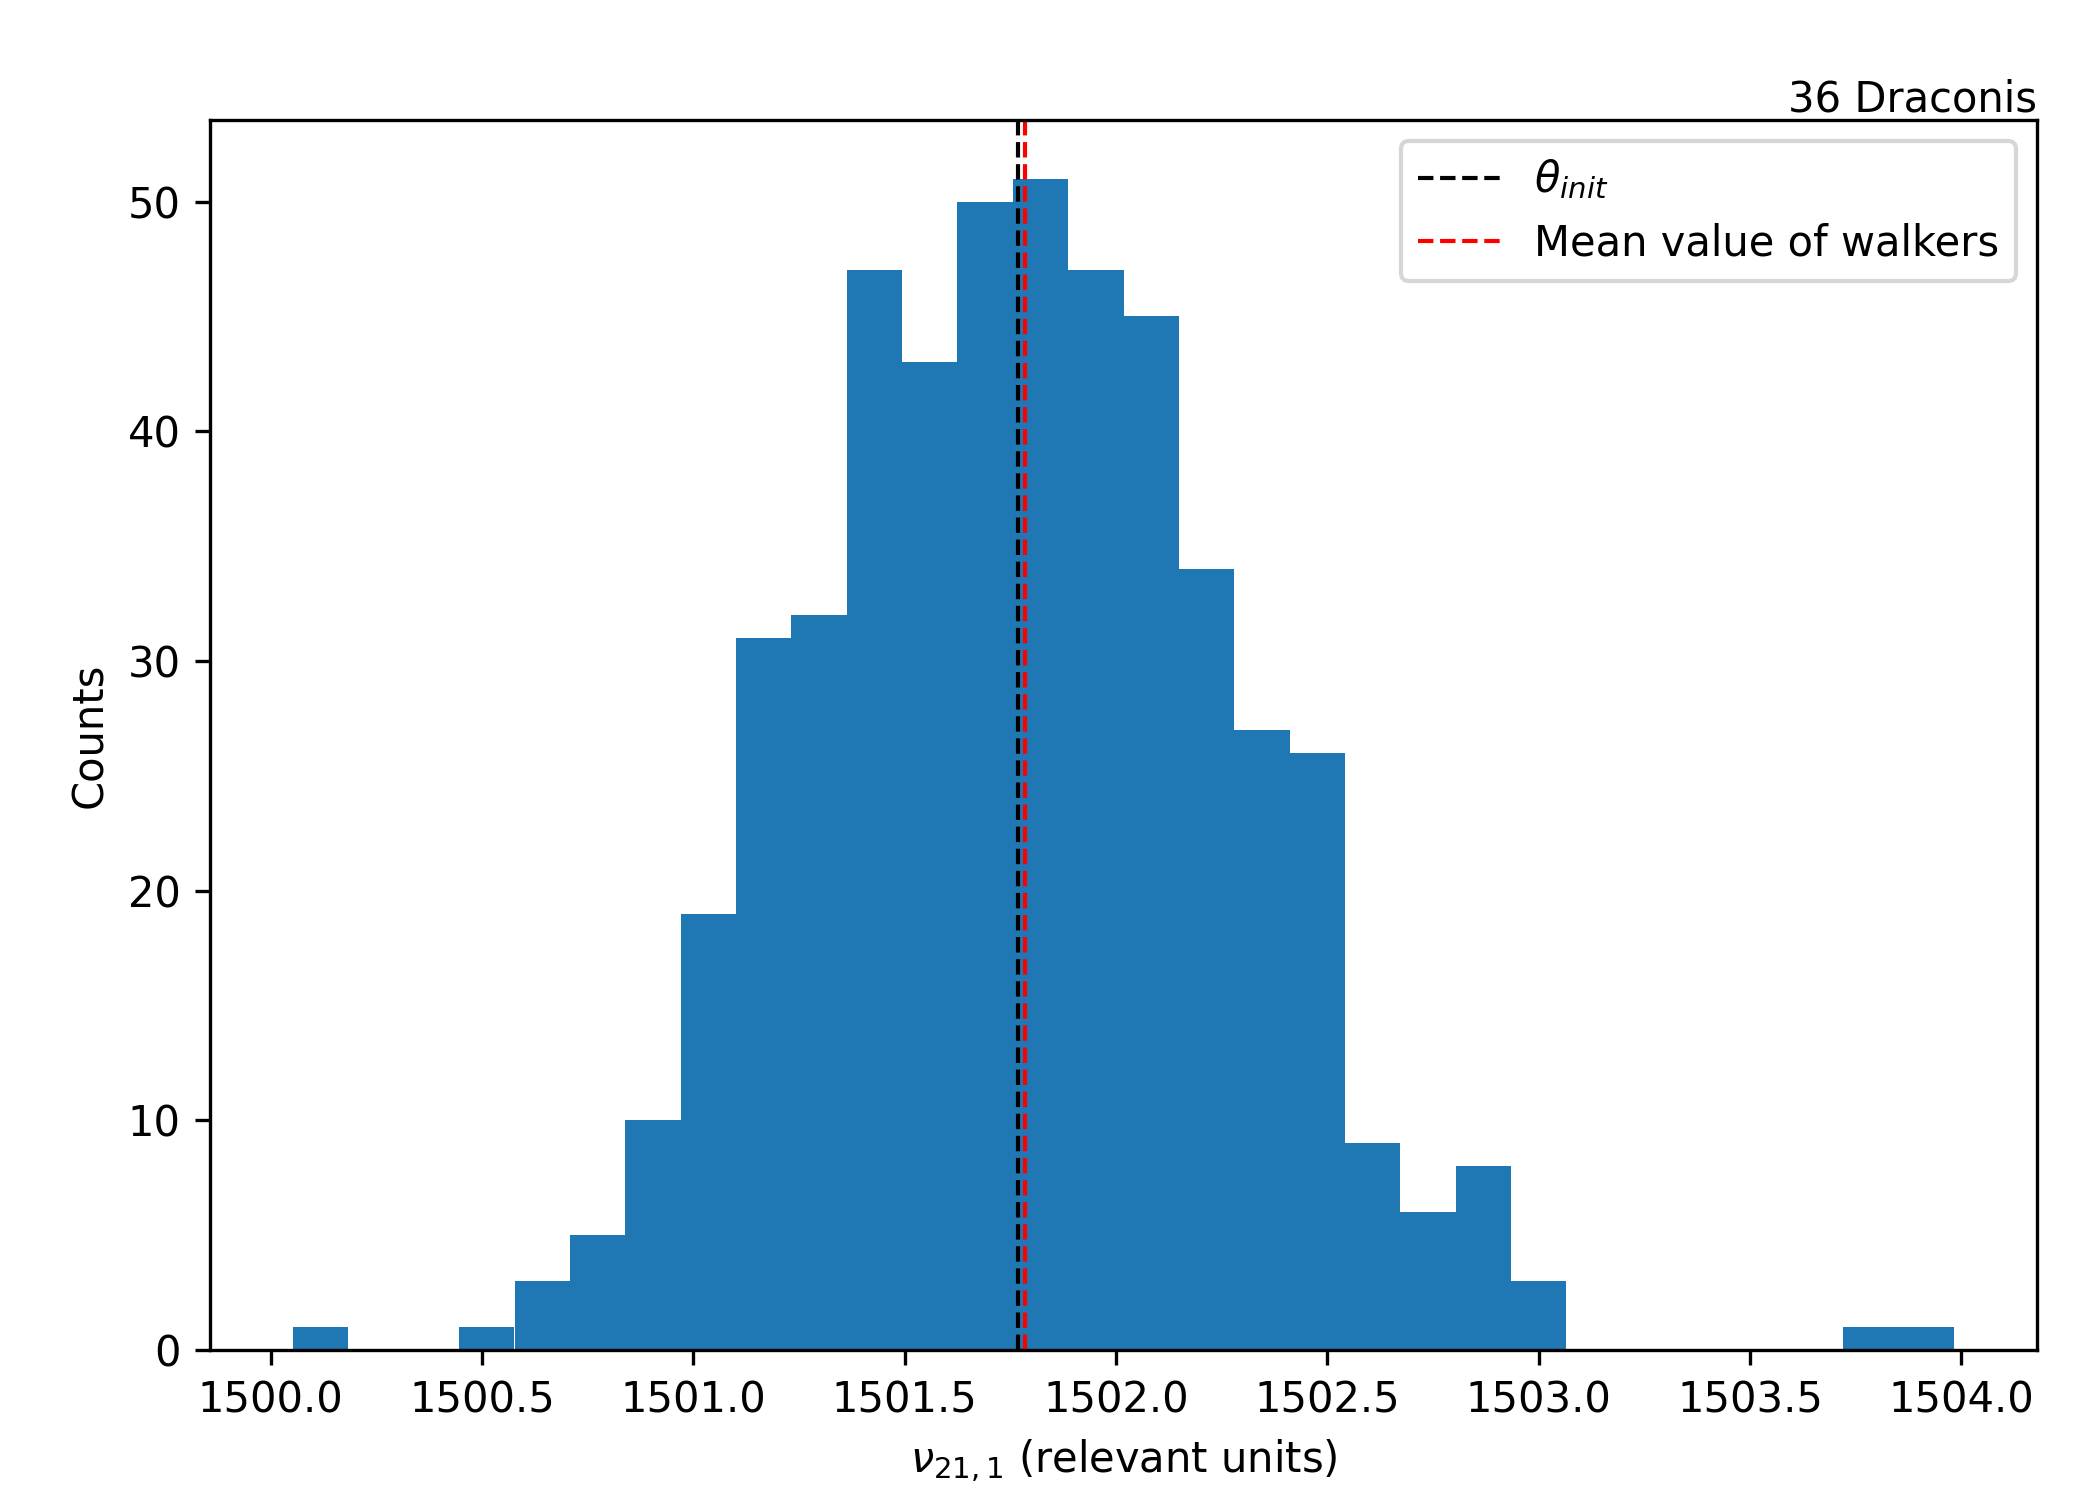 36 Draconis
θinit
Mean value of walkers
50
40
30
20
10
0
Counts
1500.0 1500.5 1501.0 1501.5 1502.0 1502.5 1503.0 1503.5 1504.0
ν21, 1 (relevant units)